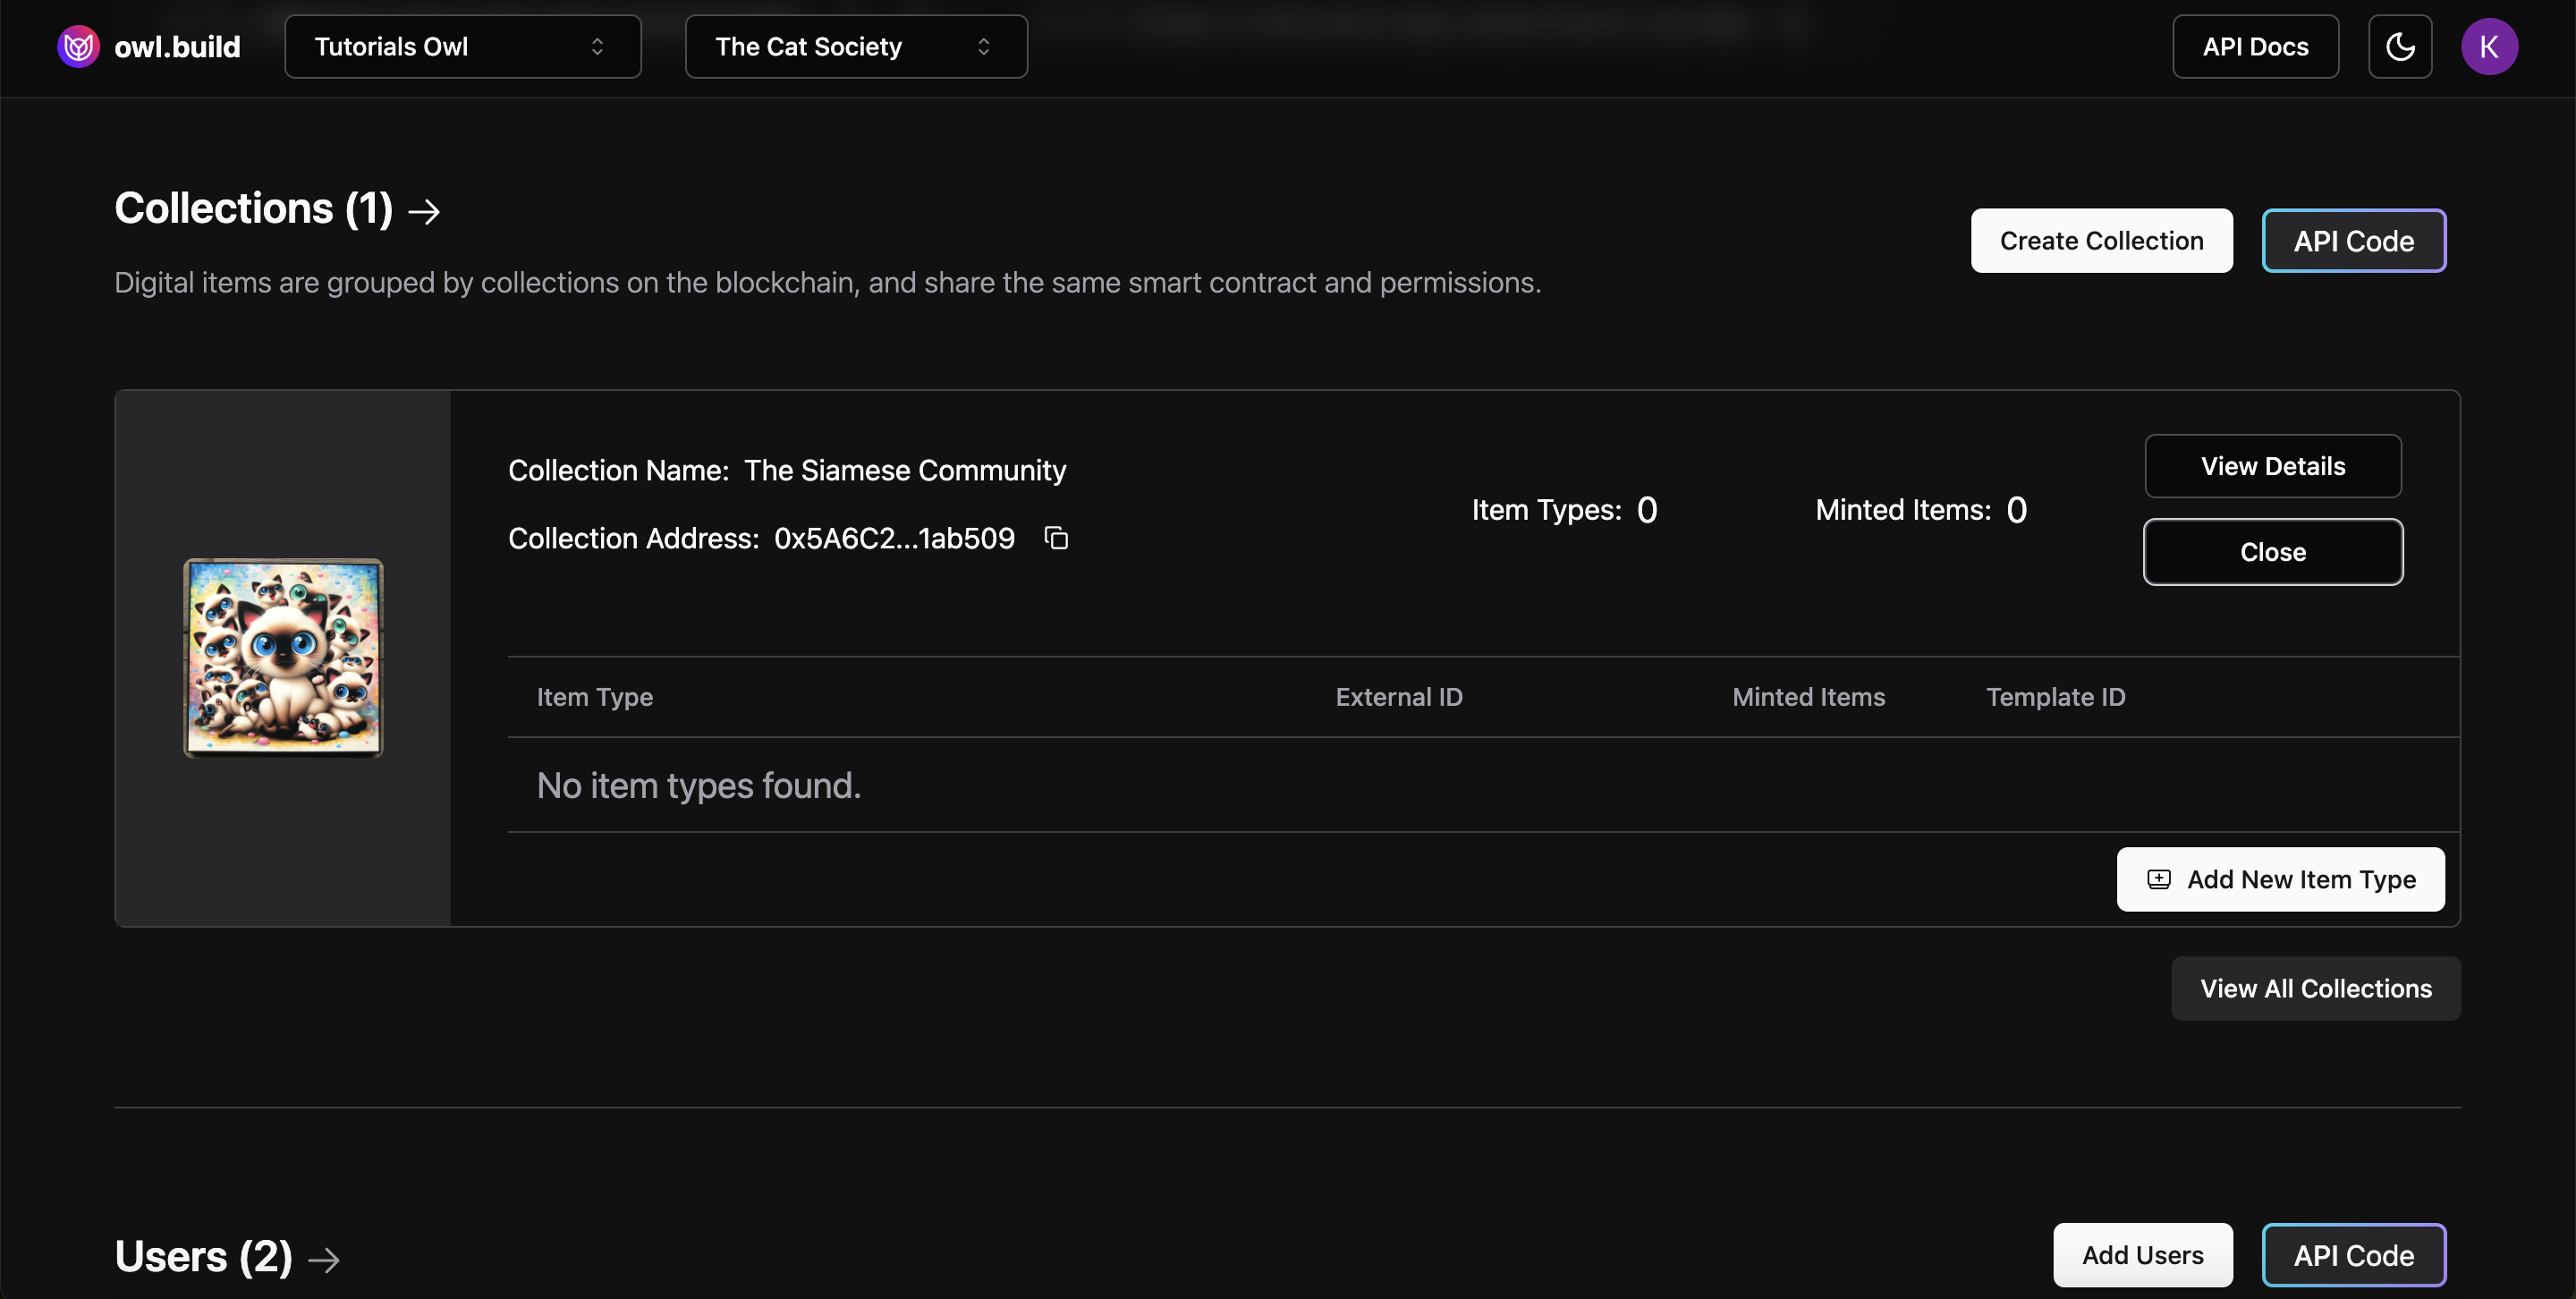 owl.build
Tutorials Owl
The Cat Society
API Docs
K
Collections (1) →
Create Collection
API Code
Digital items are grouped by collections on the blockchain, and share the same smart contract and permissions.
Collection Name: The Siamese Community
Collection Address: 0x5A6C2...1ab509
Item Types: 0
Minted Items: 0
View Details
Close
Item Type
External ID
Minted Items
Template ID
No item types found.
Add New Item Type
View All Collections
Users (2) →
Add Users
API Code